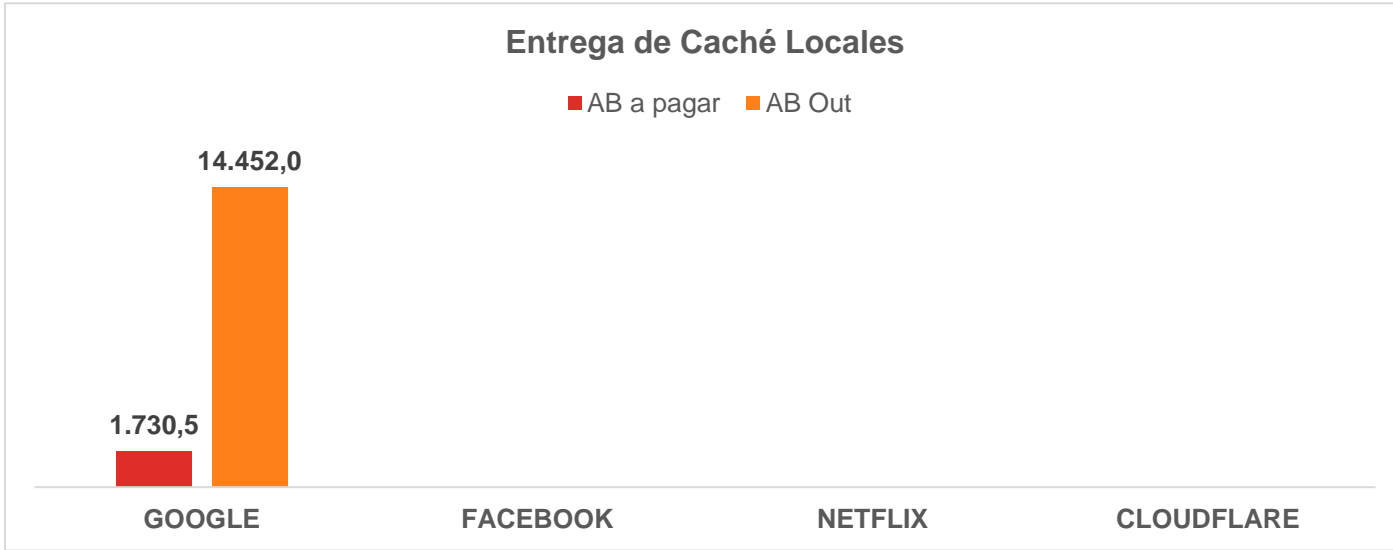 Entrega de Caché Locales
AB a pagar AB Out
14.452,0
1.730,5
GOOGLE FACEBOOK NETFLIX CLOUDFLARE